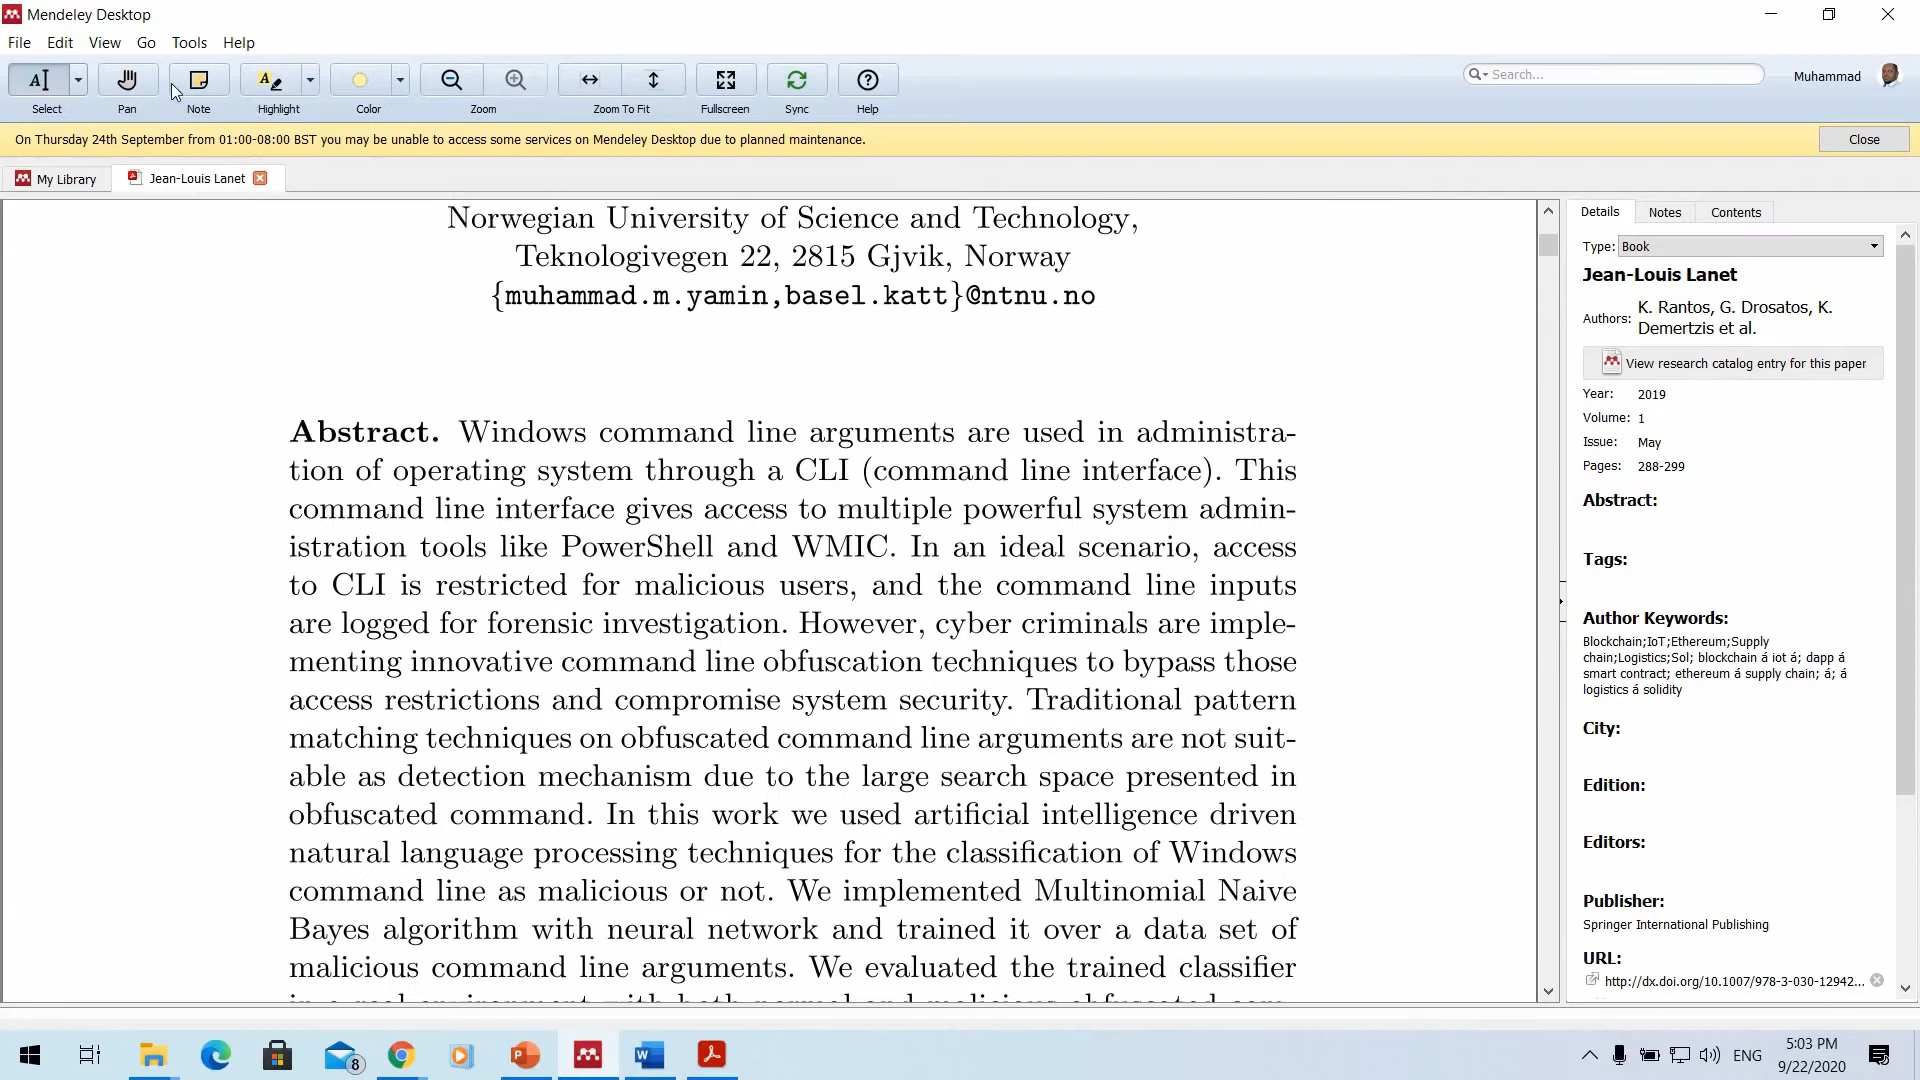 Mendeley Desktop
File Edit View Go Tools Help
Select Pan Note Highlight Color Zoom Zoom To Fit Fullscreen Sync Help
Search...
Muhammad
On Thursday 24th September from 01:00-08:00 BST you may be unable to access some services on Mendeley Desktop due to planned maintenance.
Close
My Library
Jean-Louis Lanet
Norwegian University of Science and Technology,
Teknologivegen 22, 2815 Gjvik, Norway
{muhammad.m.yamin,basel.katt}@ntnu.no
Abstract. Windows command line arguments are used in administra-
tion of operating system through a CLI (command line interface). This
command line interface gives access to multiple powerful system admin-
istration tools like PowerShell and WMIC. In an ideal scenario, access
to CLI is restricted for malicious users, and the command line inputs
are logged for forensic investigation. However, cyber criminals are imple-
menting innovative command line obfuscation techniques to bypass those
access restrictions and compromise system security. Traditional pattern
matching techniques on obfuscated command line arguments are not suit-
able as detection mechanism due to the large search space presented in
obfuscated command. In this work we used artificial intelligence driven
natural language processing techniques for the classification of Windows
command line as malicious or not. We implemented Multinomial Naive
Bayes algorithm with neural network and trained it over a data set of
malicious command line arguments. We evaluated the trained classifier
Details Notes Contents
Type: Book
Jean-Louis Lanet
Authors: K. Rantos, G. Drosatos, K.
Demertzis et al.
View research catalog entry for this paper
Year: 2019
Volume: 1
Issue: May
Pages: 288-299
Abstract:
Tags:
Author Keywords:
Blockchain;IoT;Ethereum;Supply
chain;Logistics;Sol; blockchain á iot á; dapp á
smart contract; ethereum á supply chain; á; á
logistics á solidity
City:
Edition:
Editors:
Publisher:
Springer International Publishing
URL:
http://dx.doi.org/10.1007/978-3-030-12942...
8
ENG
5:03 PM
9/22/2020